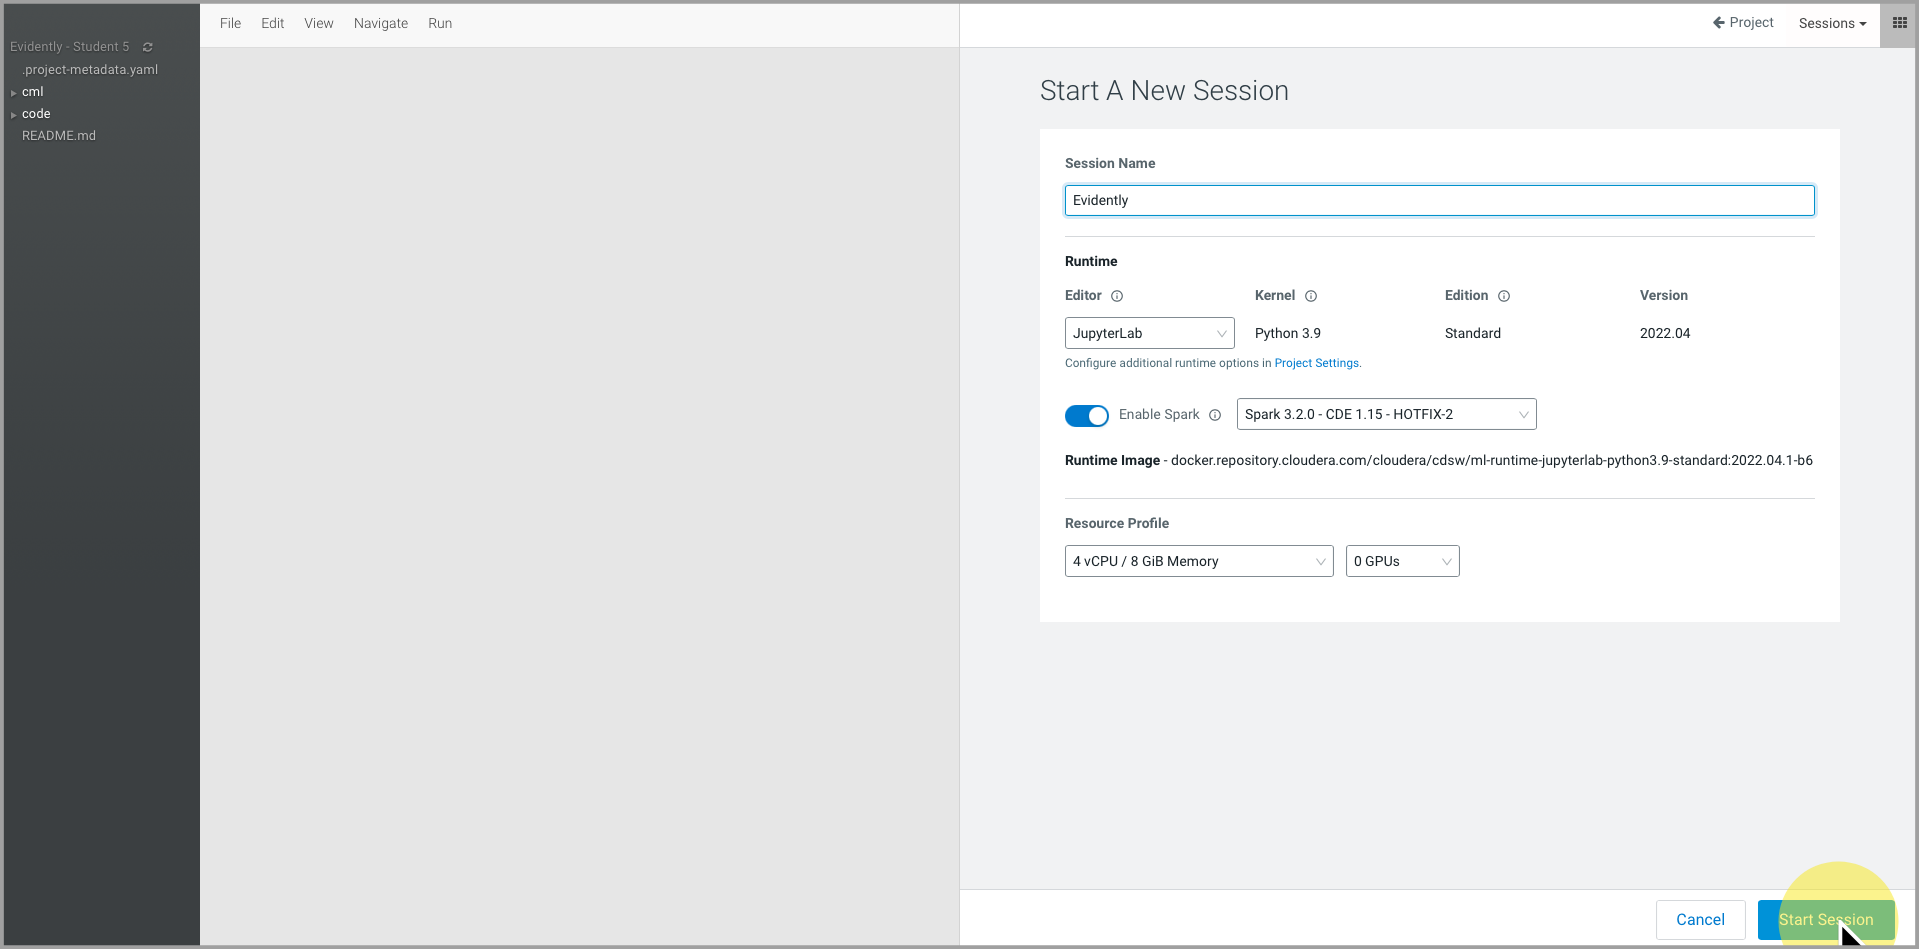 File Edit View Navigate Run
Project Sessions
Evidently - Student 5
.project-metadata.yaml
cml
code
README.md
Start A New Session
Session Name
Evidently
Runtime
Editor Kernel Edition Version
JupyterLab Python 3.9 Standard 2022.04
Configure additional runtime options in Project Settings.
Enable Spark Spark 3.2.0 - CDE 1.15 - HOTFIX-2
Runtime Image - docker.repository.cloudera.com/cloudera/cdsw/ml-runtime-jupyterlab-python3.9-standard:2022.04.1-b6
Resource Profile
4 vCPU / 8 GiB Memory 0 GPUs
Cancel Start Session